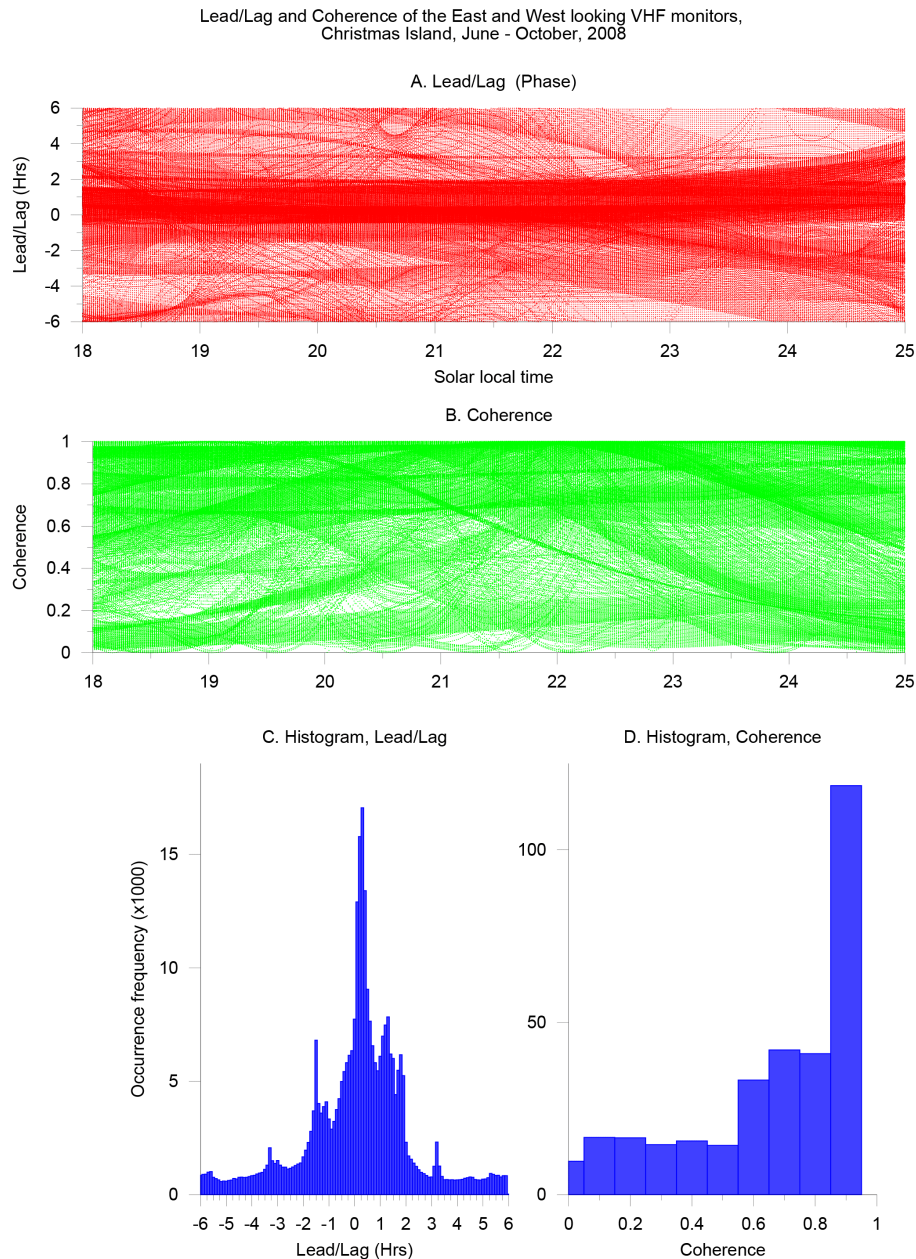 Lead/Lag and Coherence of the East and West looking VHF monitors,
Christmas Island, June - October, 2008
A. Lead/Lag (Phase)
6
4
2
0
-2
-4
-6
Lead/Lag (Hrs)
18 19 20 21 22 23 24 25
Solar local time
B. Coherence
1
0.8
0.6
0.4
0.2
0
Coherence
18 19 20 21 22 23 24 25
C. Histogram, Lead/Lag
15
10
5
0
Occurrence frequency (x1000)
-6 -5 -4 -3 -2 -1 0 1 2 3 4 5 6
Lead/Lag (Hrs)
D. Histogram, Coherence
100
50
0
0 0.2 0.4 0.6 0.8 1
Coherence